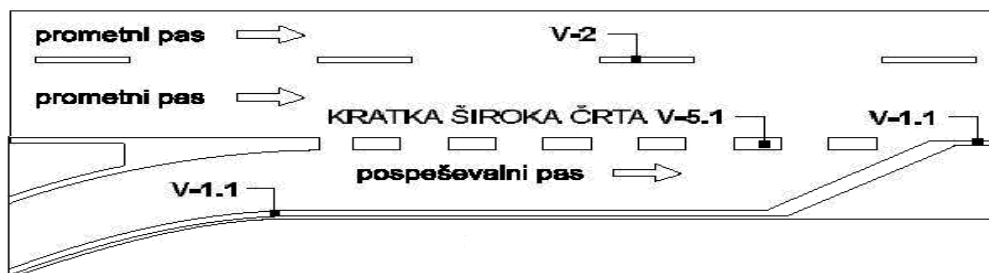 prometni pas
V-2
prometni pas
KRATKA ŠIROKA ČRTA V-5.1
V-1.1
pospeševalni pas
V-1.1